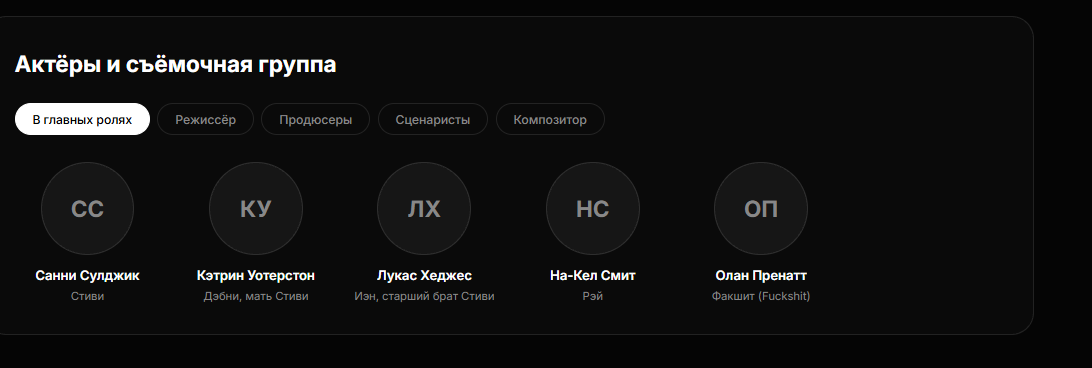 Актёры и съёмочная группа
В главных ролях Режиссёр Продюсеры Сценаристы Композитор
СС КУ ЛХ НС ОП
Санни Сулджик Кэтрин Уотерстон Лукас Хеджес На-Кел Смит Олан Пренатт
Стиви Дэбни, мать Стиви Иэн, старший брат Стиви Рэй Факшит (Fuckshit)